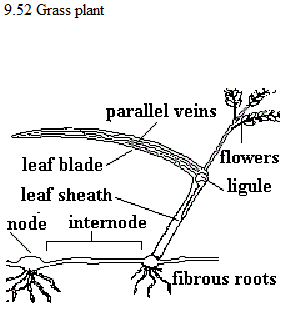 9.52 Grass plant
parallel veins
leaf blade
flowers
leaf sheath
ligule
node
internode
fibrous roots